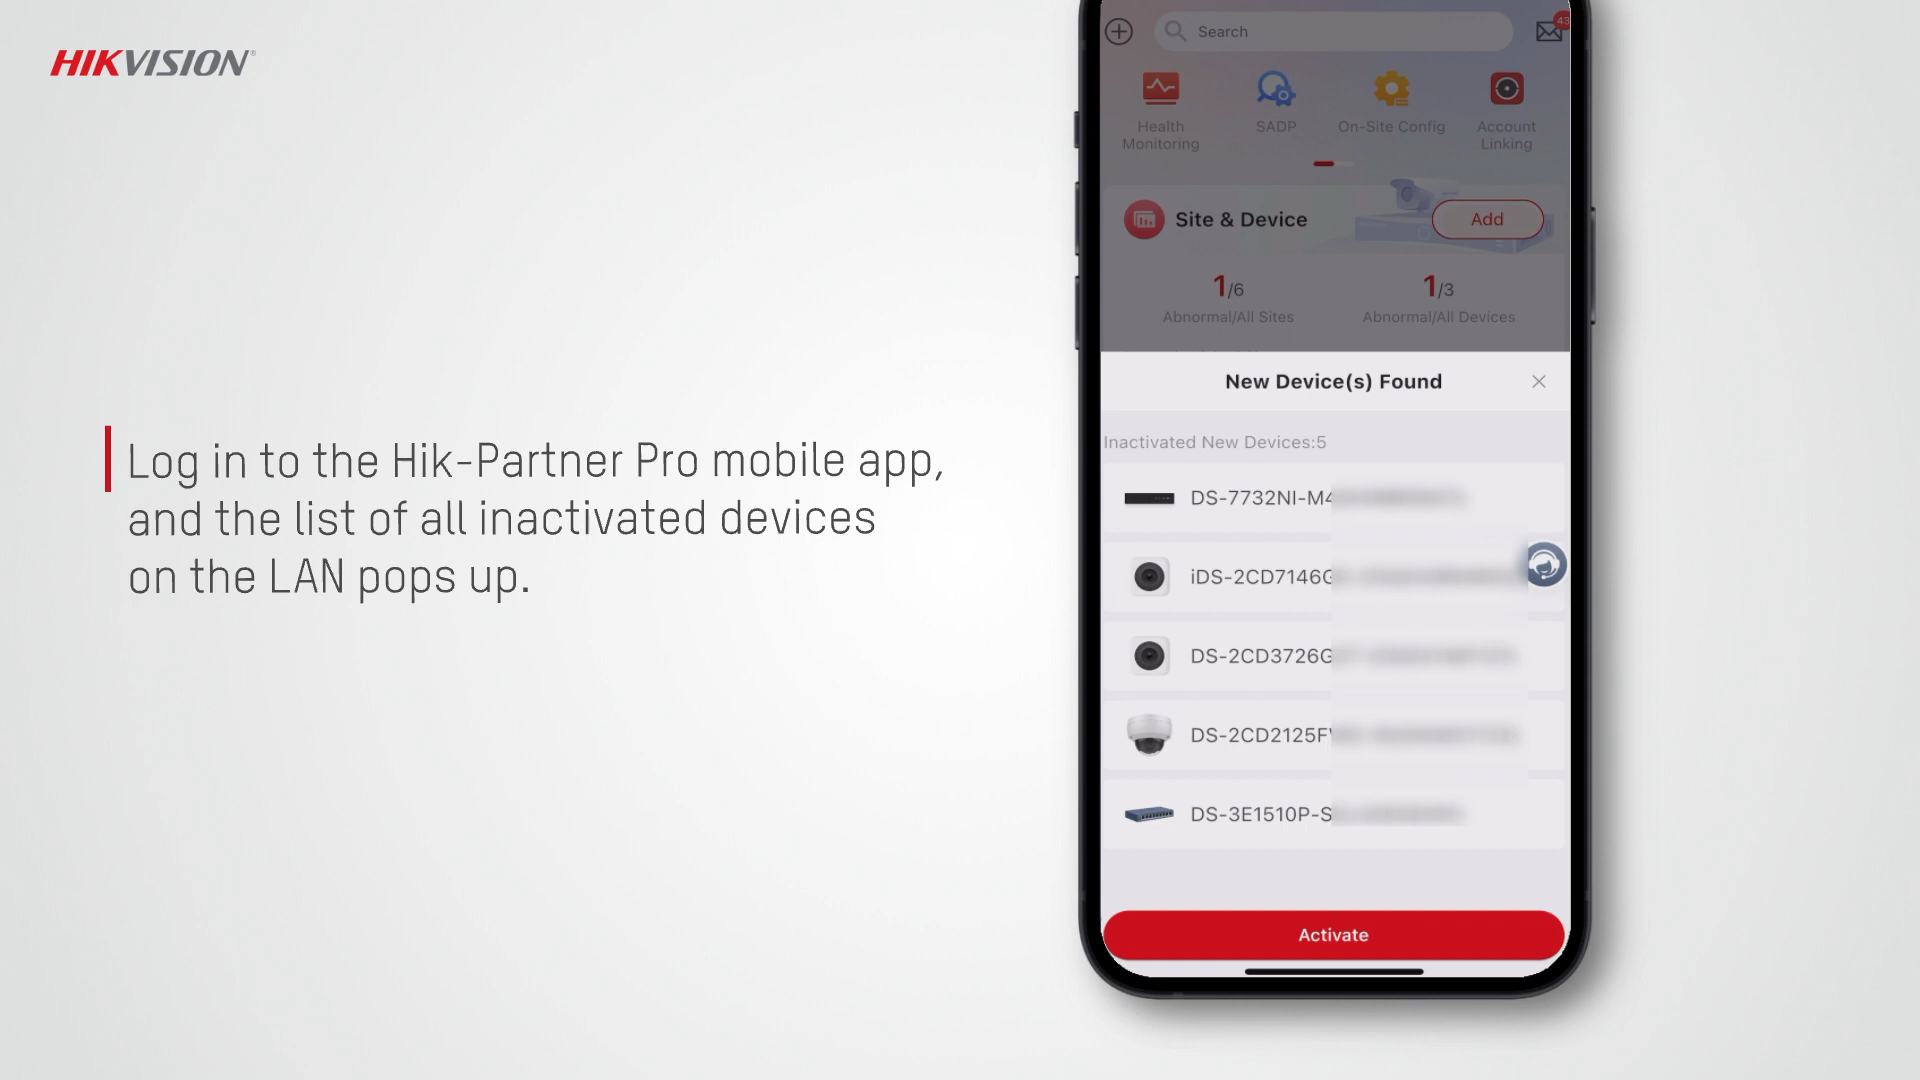 HIKVISION®
Log in to the Hik-Partner Pro mobile app,
and the list of all inactivated devices
on the LAN pops up.
Search
43
Health
Monitoring
SADP
On-Site Config
Account
Linking
Site & Device
Add
1/6
Abnormal/All Sites
1/3
Abnormal/All Devices
New Device(s) Found
Inactivated New Devices:5
DS-7732NI-M4
iDS-2CD7146G
DS-2CD3726G
DS-2CD2125F
DS-3E1510P-S
Activate